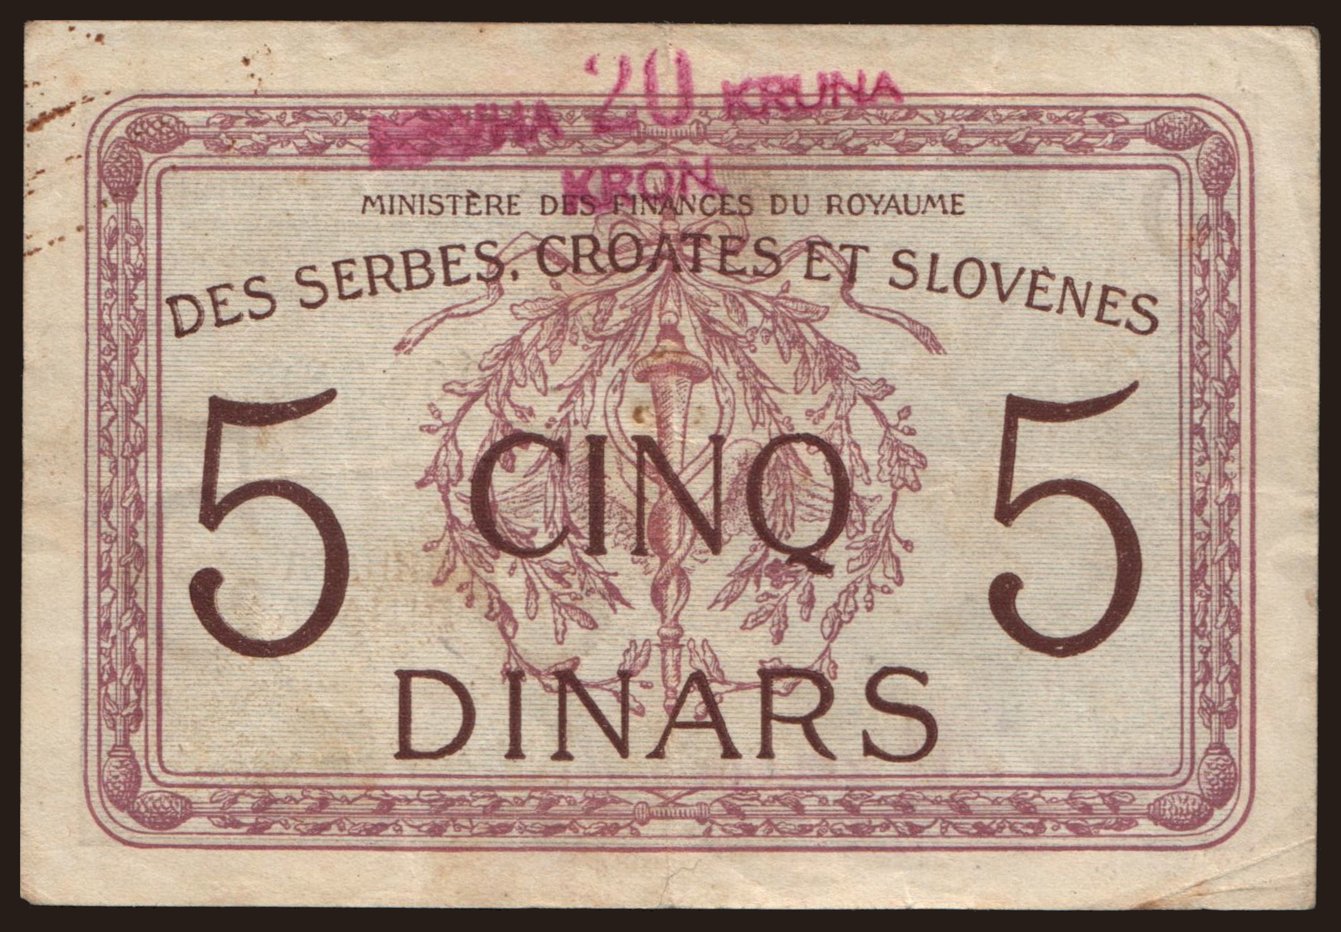 20 KRUNA
KRON
MINISTÈRE DES FINANCES DU ROYAUME
DES SERBES, CROATES ET SLOVÈNES
5 CINQ 5
DINARS